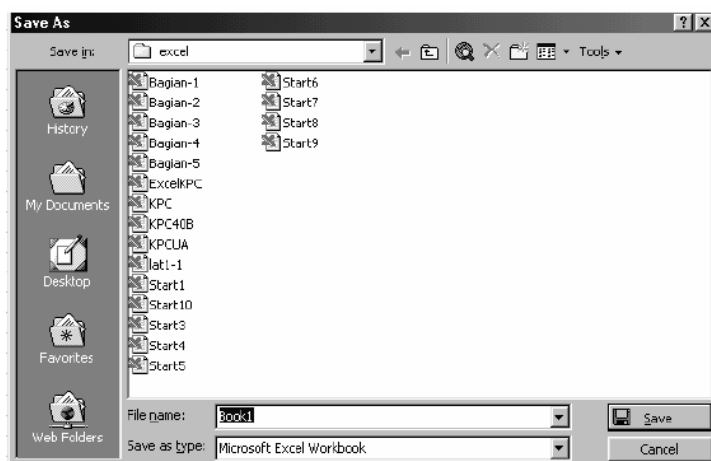 Save As
Save in: excel Tools
History
My Documents
Desktop
Favorites
Web Folders
Bagian-1
Bagian-2
Bagian-3
Bagian-4
Bagian-5
ExcelKPC
KPC
KPC40B
KPCUA
lat1-1
Start1
Start10
Start3
Start4
Start5
Start6
Start7
Start8
Start9
File name: Book1 Save
Save as type: Microsoft Excel Workbook Cancel